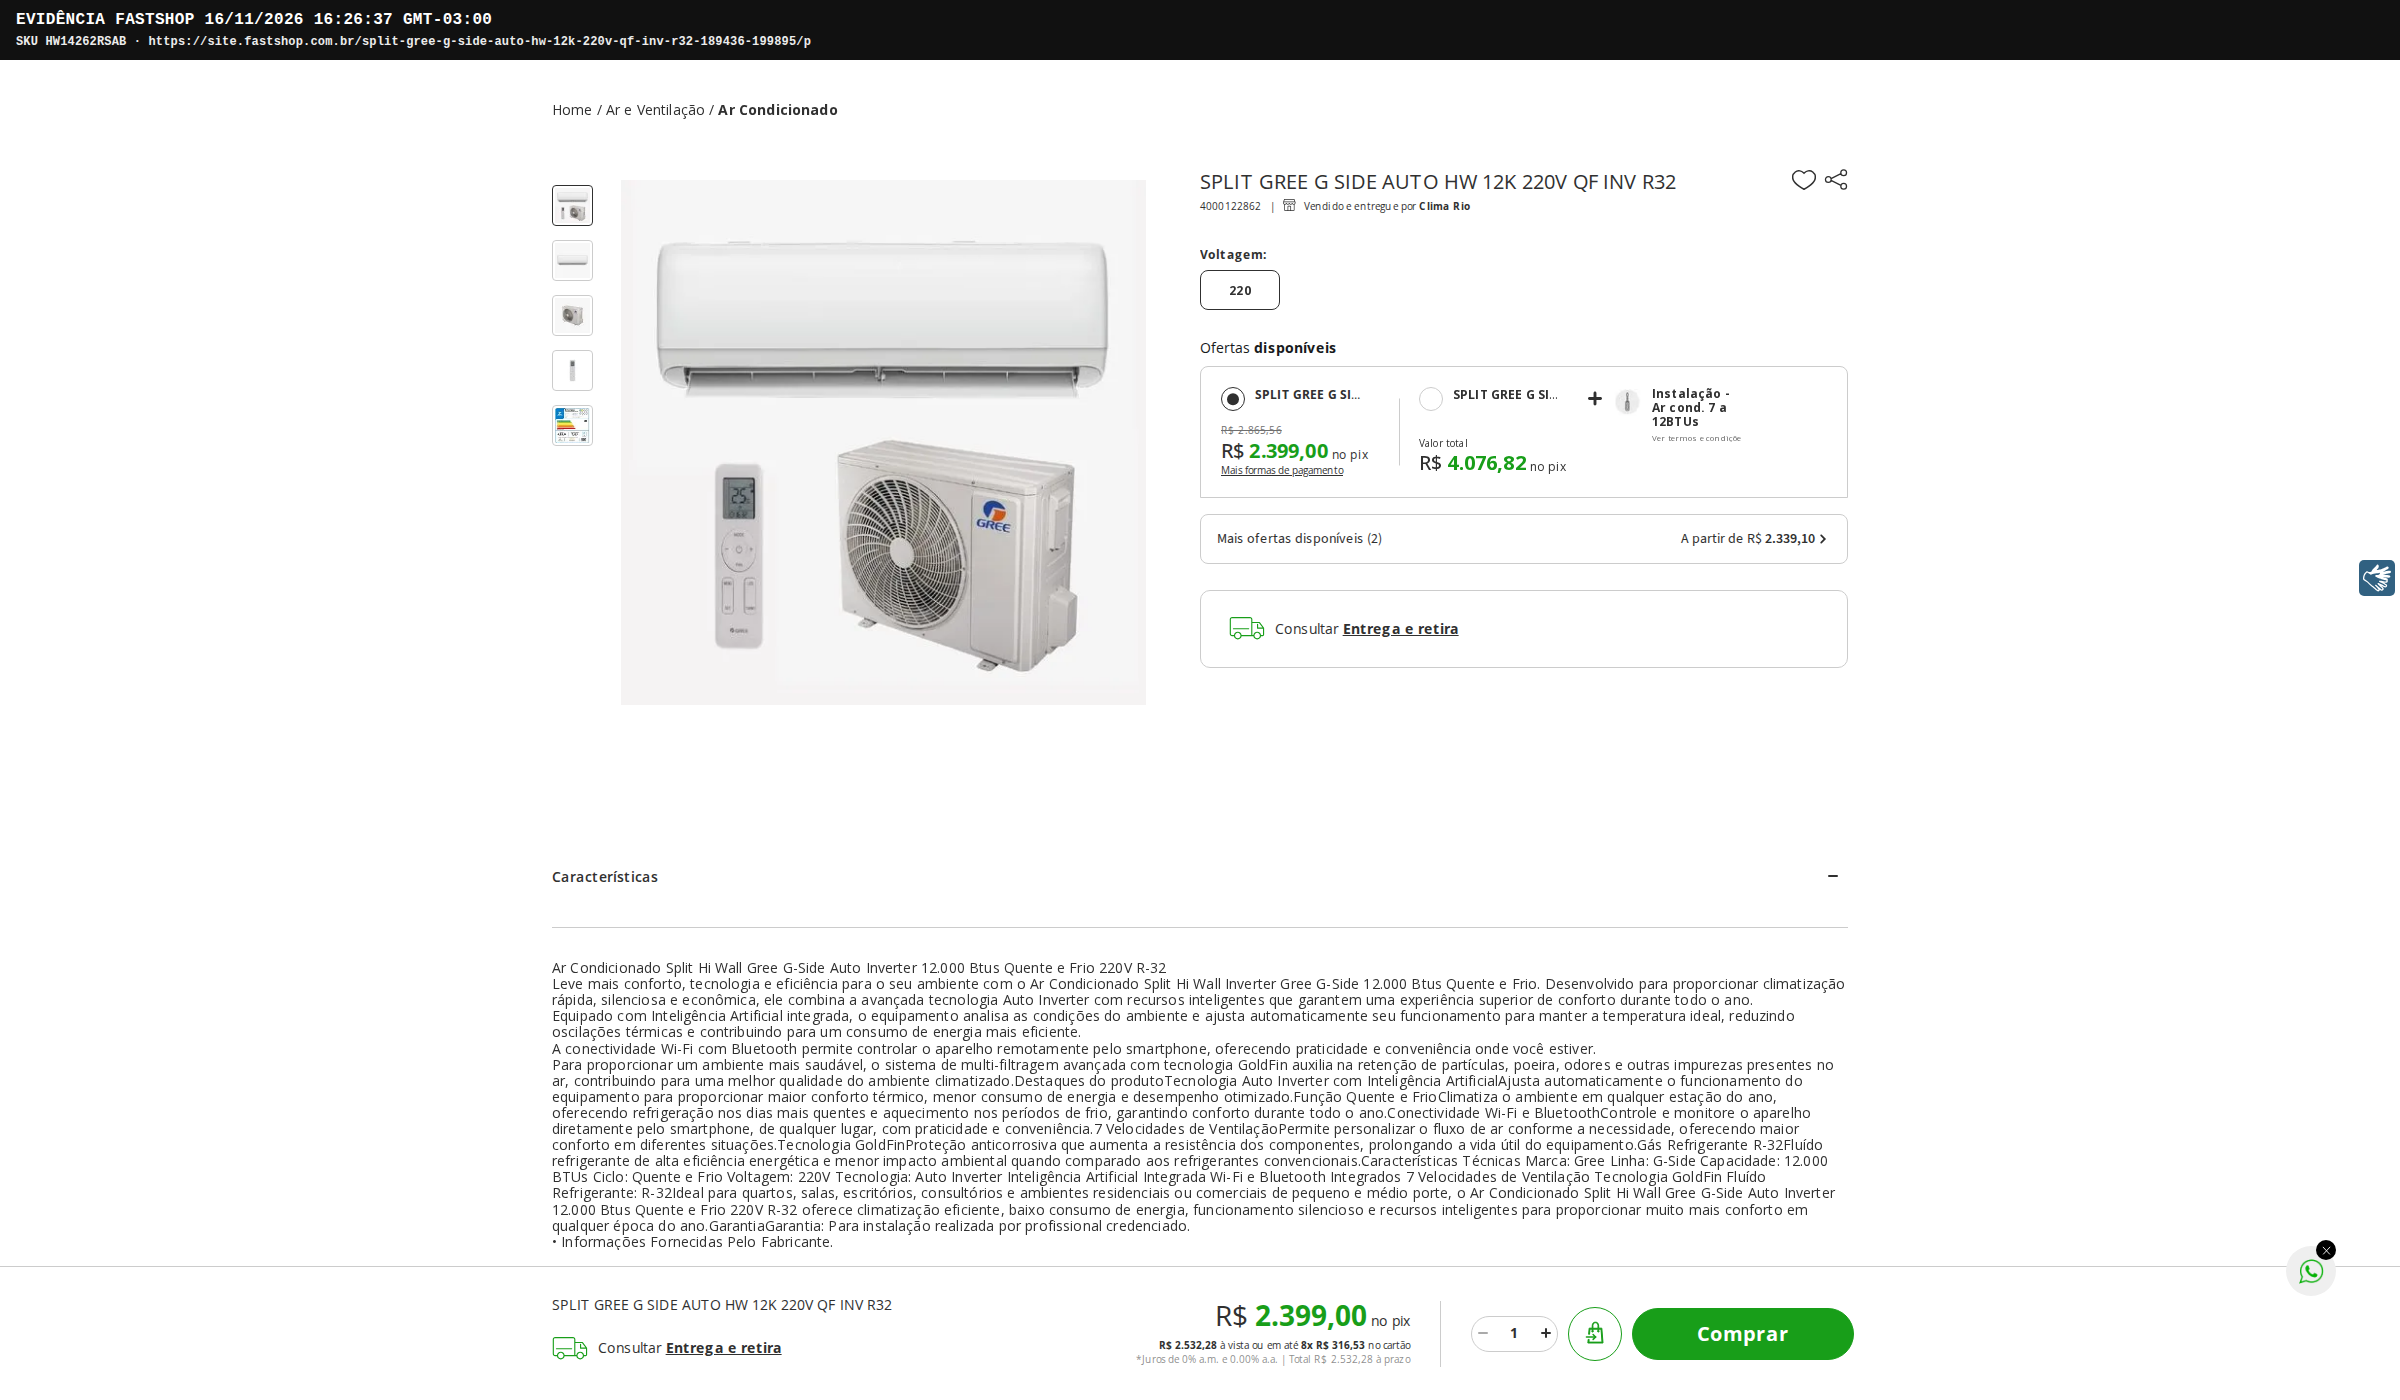 EVIDÊNCIA FASTSHOP 16/11/2026 16:26:37 GMT-03:00
SKU HW14262RSAB · https://site.fastshop.com.br/split-gree-g-side-auto-hw-12k-220v-qf-inv-r32-189436-199895/p
Home / Ar e Ventilação / Ar Condicionado
SPLIT GREE G SIDE AUTO HW 12K 220V QF INV R32
4000122862 | Vendido e entregue por Clima Rio
Voltagem:
220
Ofertas disponíveis
SPLIT GREE G SI...
R$ 2.865,56
R$ 2.399,00 no pix
Mais formas de pagamento
SPLIT GREE G SI...
Valor total
R$ 4.076,82 no pix
+
Instalação -
Ar cond. 7 a
12BTUs
Ver termos e condiçõe
Mais ofertas disponíveis (2)
A partir de R$ 2.339,10
Consultar Entrega e retira
GREE
Características
Ar Condicionado Split Hi Wall Gree G-Side Auto Inverter 12.000 Btus Quente e Frio 220V R-32
Leve mais conforto, tecnologia e eficiência para o seu ambiente com o Ar Condicionado Split Hi Wall Inverter Gree G-Side 12.000 Btus Quente e Frio. Desenvolvido para proporcionar climatização
rápida, silenciosa e econômica, ele combina a avançada tecnologia Auto Inverter com recursos inteligentes que garantem uma experiência superior de conforto durante todo o ano.
Equipado com Inteligência Artificial integrada, o equipamento analisa as condições do ambiente e ajusta automaticamente seu funcionamento para manter a temperatura ideal, reduzindo
oscilações térmicas e contribuindo para um consumo de energia mais eficiente.
A conectividade Wi-Fi com Bluetooth permite controlar o aparelho remotamente pelo smartphone, oferecendo praticidade e conveniência onde você estiver.
Para proporcionar um ambiente mais saudável, o sistema de multi-filtragem avançada com tecnologia GoldFin auxilia na retenção de partículas, poeira, odores e outras impurezas presentes no
ar, contribuindo para uma melhor qualidade do ambiente climatizado.Destaques do produtoTecnologia Auto Inverter com Inteligência ArtificialAjusta automaticamente o funcionamento do
equipamento para proporcionar maior conforto térmico, menor consumo de energia e desempenho otimizado.Função Quente e FrioClimatiza o ambiente em qualquer estação do ano,
oferecendo refrigeração nos dias mais quentes e aquecimento nos períodos de frio, garantindo conforto durante todo o ano.Conectividade Wi-Fi e BluetoothControle e monitore o aparelho
diretamente pelo smartphone, de qualquer lugar, com praticidade e conveniência.7 Velocidades de VentilaçãoPermite personalizar o fluxo de ar conforme a necessidade, oferecendo maior
conforto em diferentes situações.Tecnologia GoldFinProteção anticorrosiva que aumenta a resistência dos componentes, prolongando a vida útil do equipamento.Gás Refrigerante R-32Fluído
refrigerante de alta eficiência energética e menor impacto ambiental quando comparado aos refrigerantes convencionais.Características Técnicas Marca: Gree Linha: G-Side Capacidade: 12.000
BTUs Ciclo: Quente e Frio Voltagem: 220V Tecnologia: Auto Inverter Inteligência Artificial Integrada Wi-Fi e Bluetooth Integrados 7 Velocidades de Ventilação Tecnologia GoldFin Fluído
Refrigerante: R-32Ideal para quartos, salas, escritórios, consultórios e ambientes residenciais ou comerciais de pequeno e médio porte, o Ar Condicionado Split Hi Wall Gree G-Side Auto Inverter
12.000 Btus Quente e Frio 220V R-32 oferece climatização eficiente, baixo consumo de energia, funcionamento silencioso e recursos inteligentes para proporcionar muito mais conforto em
qualquer época do ano.GarantiaGarantia: Para instalação realizada por profissional credenciado.
• Informações Fornecidas Pelo Fabricante.
SPLIT GREE G SIDE AUTO HW 12K 220V QF INV R32
Consultar Entrega e retira
R$ 2.399,00 no pix
R$ 2.532,28 à vista ou em até 8x R$ 316,53 no cartão
*Juros de 0% a.m. e 0.00% a.a. | Total R$ 2.532,28 à prazo
1
Comprar